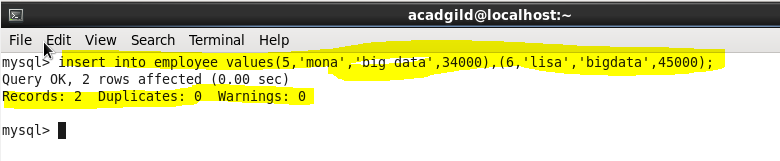 acadgild@localhost:~
File Edit View Search Terminal Help
mysql> insert into employee values(5,'mona','big data',34000),(6,'lisa','bigdata',45000);
Query OK, 2 rows affected (0.00 sec)
Records: 2  Duplicates: 0  Warnings: 0
mysql>